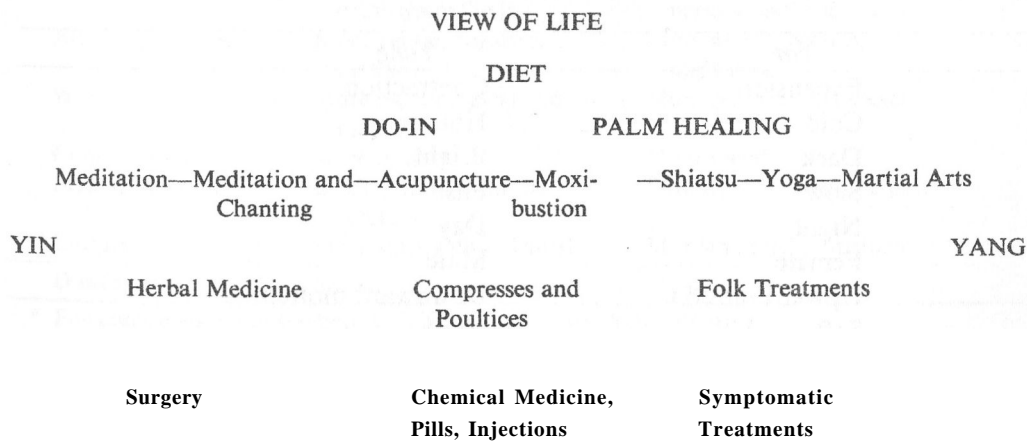 VIEW OF LIFE
DIET
DO-IN PALM HEALING
Meditation—Meditation and—Acupuncture—Moxi- —Shiatsu—Yoga—Martial Arts
Chanting bustion
YIN YANG
Herbal Medicine Compresses and Folk Treatments
Poultices
Surgery Chemical Medicine, Symptomatic
Pills, Injections Treatments